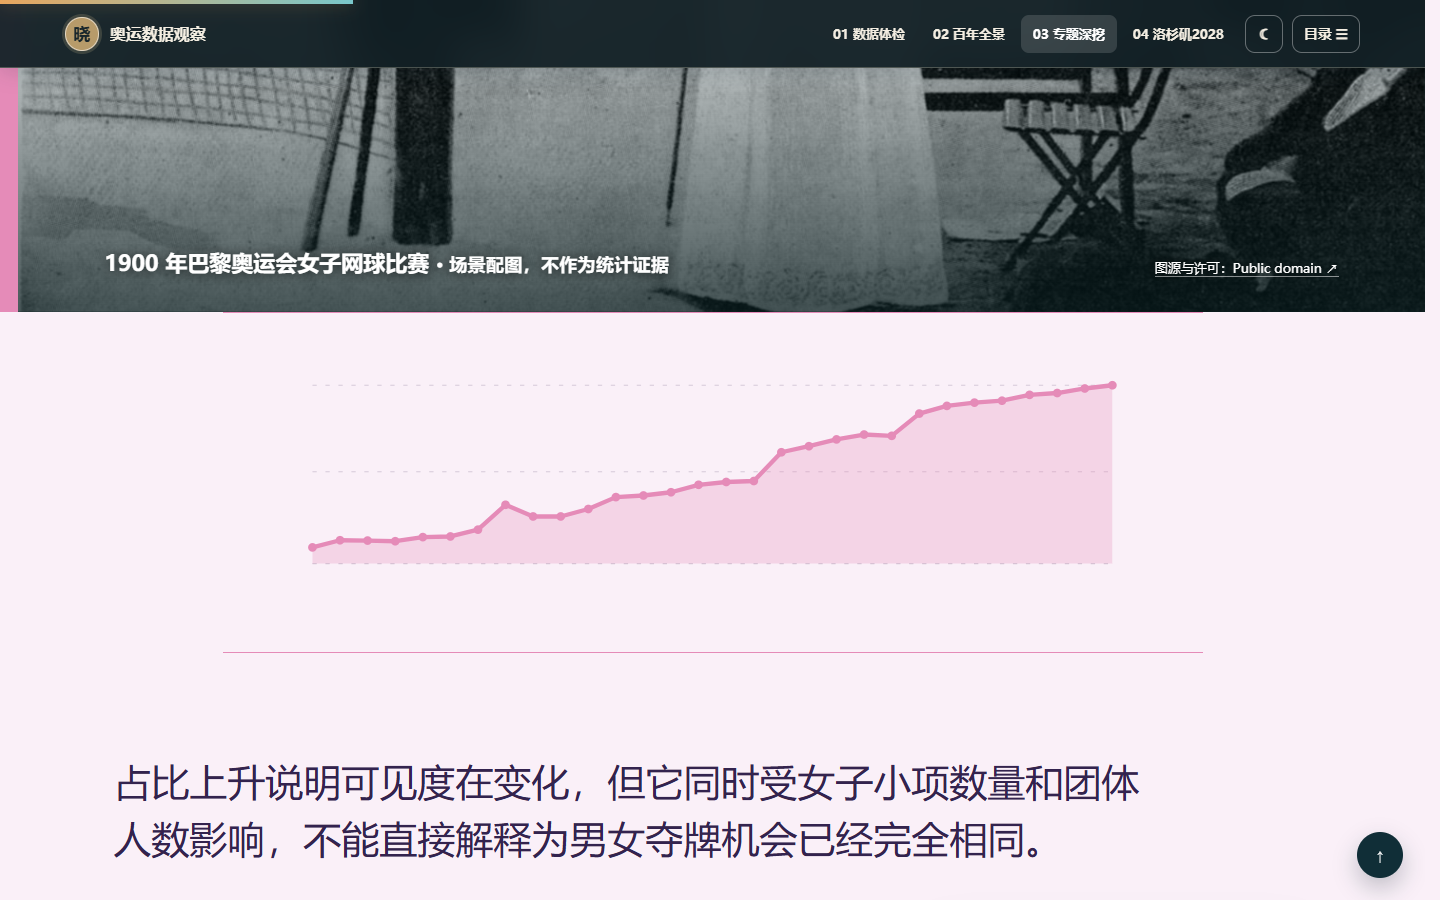 晓 奥运数据观察 01 数据体检 02 百年全景 03 专题深挖 04 洛杉矶2028 ☾ 目录 ☰
1900 年巴黎奥运会女子网球比赛 • 场景配图，不作为统计证据
图源与许可：Public domain ↗
占比上升说明可见度在变化，但它同时受女子小项数量和团体
人数影响，不能直接解释为男女夺牌机会已经完全相同。
↑